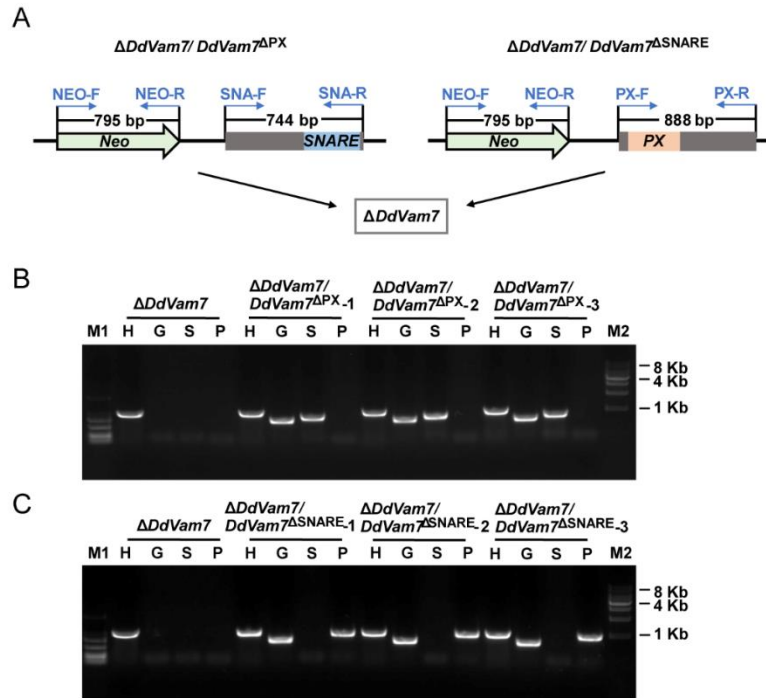 A
ΔDdVam7/ DdVam7ΔPX
ΔDdVam7/ DdVam7ΔSNARE
NEO-F NEO-R SNA-F SNA-R
NEO-F NEO-R PX-F PX-R
795 bp 744 bp
795 bp 888 bp
Neo SNARE
Neo PX
ΔDdVam7
B
ΔDdVam7
ΔDdVam7/
DdVam7ΔPX-1
ΔDdVam7/
DdVam7ΔPX-2
ΔDdVam7/
DdVam7ΔPX-3
M1 H G S P H G S P H G S P H G S P M2
8 Kb
4 Kb
1 Kb
C
ΔDdVam7
ΔDdVam7/
DdVam7ΔSNARE-1
ΔDdVam7/
DdVam7ΔSNARE-2
ΔDdVam7/
DdVam7ΔSNARE-3
M1 H G S P H G S P H G S P H G S P M2
8 Kb
4 Kb
1 Kb